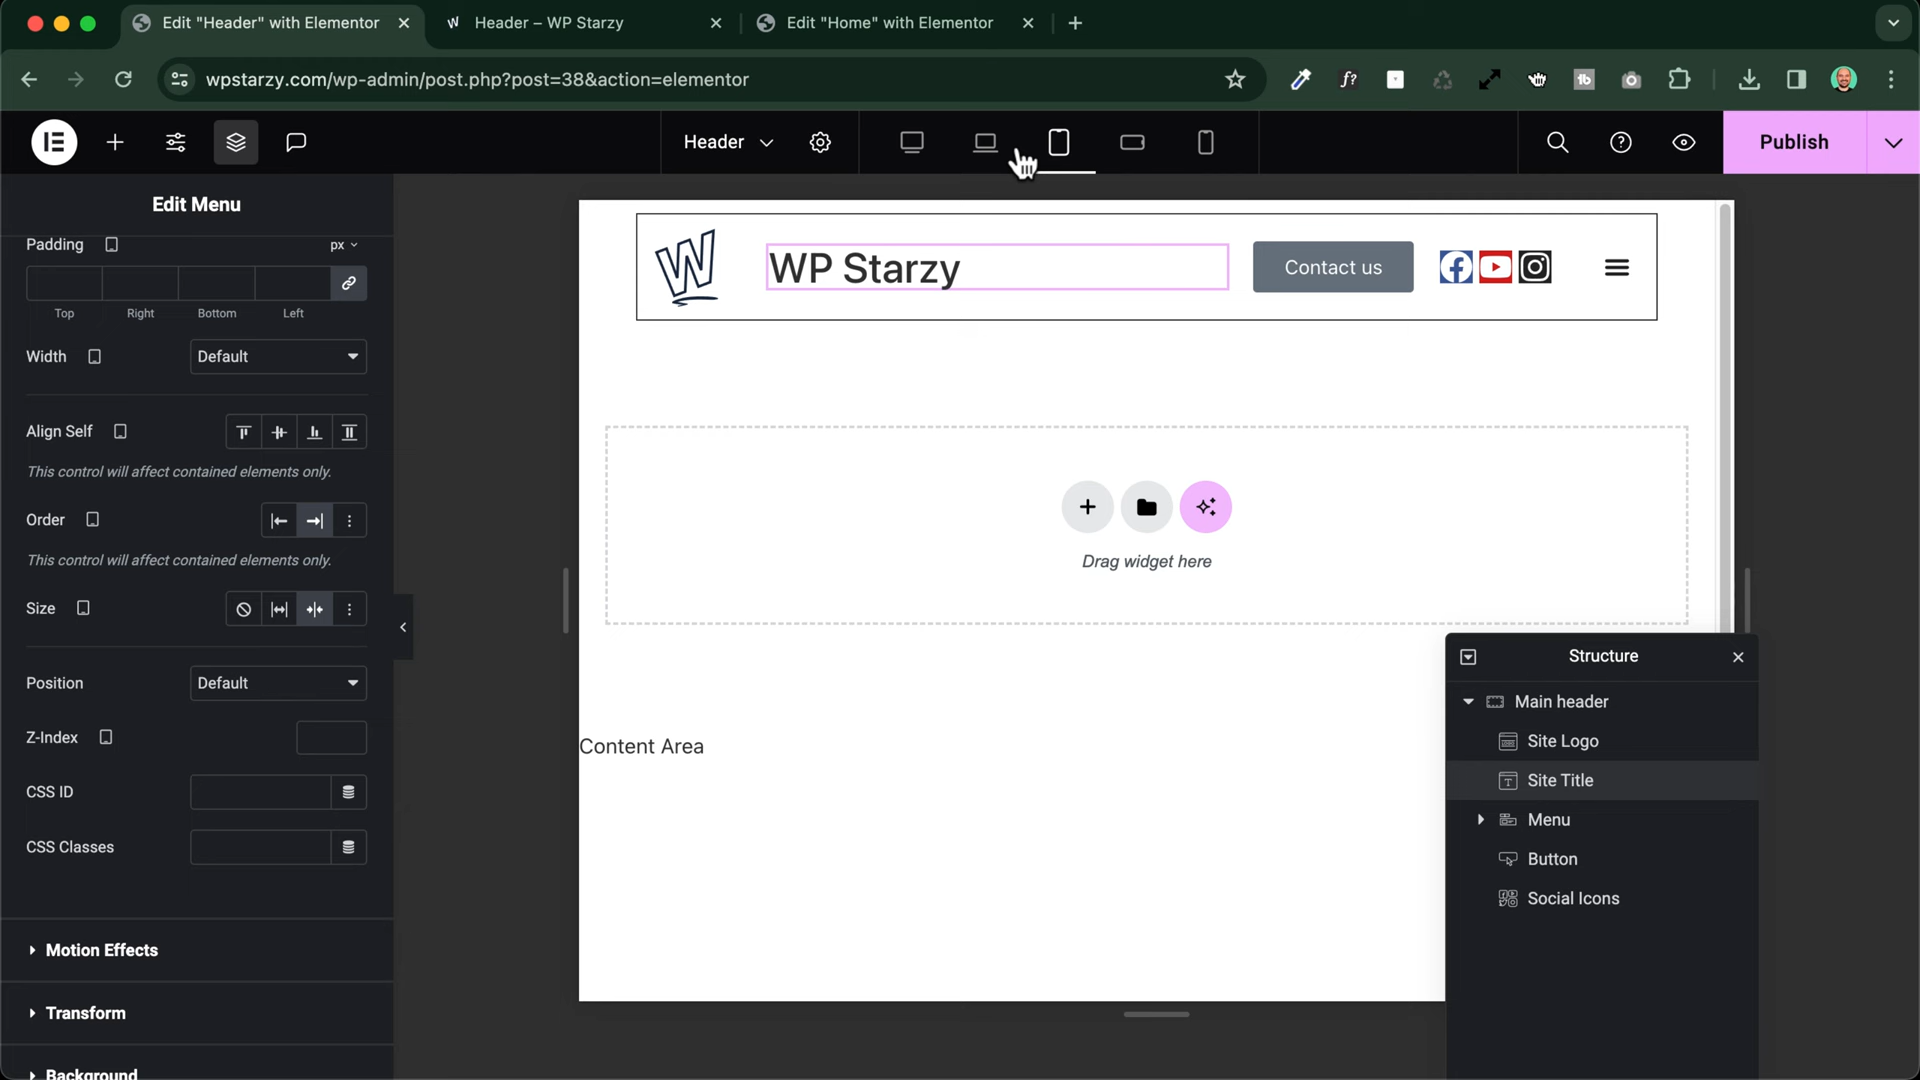 Edit "Header" with Elementor
Header – WP Starzy
Edit "Home" with Elementor
wpstarzy.com/wp-admin/post.php?post=38&action=elementor
Header
Publish
Edit Menu
Padding
px
Top Right Bottom Left
Width
Default
Align Self
This control will affect contained elements only.
Order
This control will affect contained elements only.
Size
Position
Default
Z-Index
CSS ID
CSS Classes
Motion Effects
Transform
Background
W
WP Starzy
Contact us
Drag widget here
Content Area
Structure
Main header
Site Logo
Site Title
Menu
Button
Social Icons